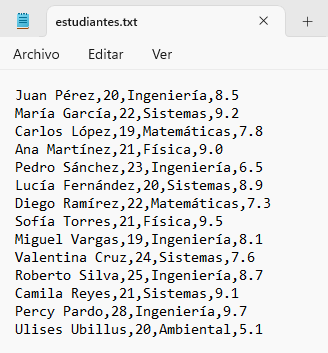 estudiantes.txt
Archivo Editar Ver
Juan Pérez,20,Ingeniería,8.5
María García,22,Sistemas,9.2
Carlos López,19,Matemáticas,7.8
Ana Martínez,21,Física,9.0
Pedro Sánchez,23,Ingeniería,6.5
Lucía Fernández,20,Sistemas,8.9
Diego Ramírez,22,Matemáticas,7.3
Sofía Torres,21,Física,9.5
Miguel Vargas,19,Ingeniería,8.1
Valentina Cruz,24,Sistemas,7.6
Roberto Silva,25,Ingeniería,8.7
Camila Reyes,21,Sistemas,9.1
Percy Pardo,28,Ingeniería,9.7
Ulises Ubillus,20,Ambiental,5.1